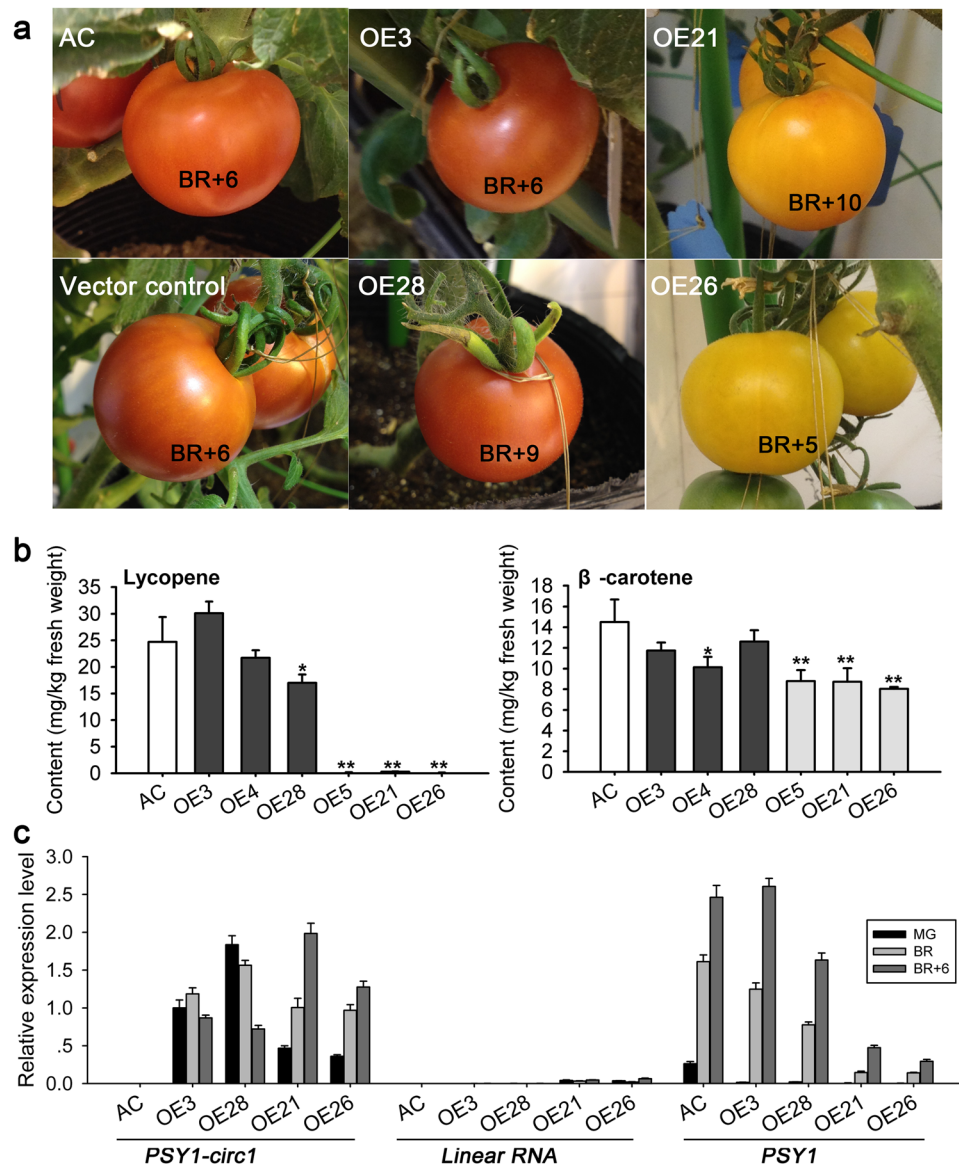 a
AC
BR+6
OE3
BR+6
OE21
BR+10
Vector control
BR+6
OE28
BR+9
OE26
BR+5
b
Lycopene
Content (mg/kg fresh weight)
35
30
25
20
15
10
5
0
*
** ** **
AC OE3 OE4 OE28 OE5 OE21 OE26
β -carotene
Content (mg/kg fresh weight)
18
16
14
12
10
8
6
4
2
0
* ** ** **
AC OE3 OE4 OE28 OE5 OE21 OE26
c
Relative expression level
3.0
2.5
2.0
1.5
1.0
.5
0.0
MG
BR
BR+6
AC OE3 OE28 OE21 OE26 AC OE3 OE28 OE21 OE26 AC OE3 OE28 OE21 OE26
PSY1-circ1 Linear RNA PSY1